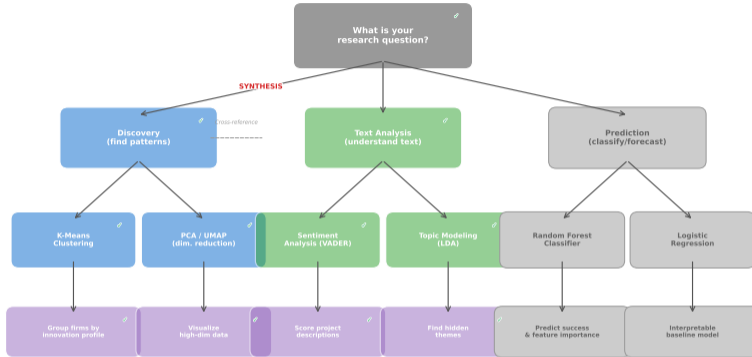 What is your
research question?
SYNTHESIS
Discovery
(find patterns)
Cross-reference
Text Analysis
(understand text)
Prediction
(classify/forecast)
K-Means
Clustering
PCA / UMAP
(dim. reduction)
Sentiment
Analysis (VADER)
Topic Modeling
(LDA)
Random Forest
Classifier
Logistic
Regression
Group firms by
innovation profile
Visualize
high-dim data
Score project
descriptions
Find hidden
themes
Predict success
& feature importance
Interpretable
baseline model